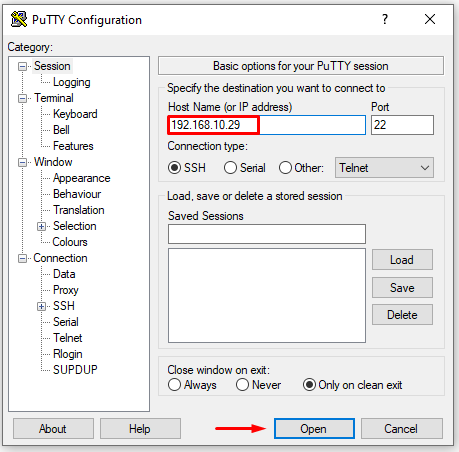 PuTTY Configuration
?
Category:
Session
Logging
Terminal
Keyboard
Bell
Features
Window
Appearance
Behaviour
Translation
Selection
Colours
Connection
Data
Proxy
SSH
Serial
Telnet
Rlogin
SUPDUP
Basic options for your PuTTY session
Specify the destination you want to connect to
Host Name (or IP address) Port
192.168.10.29 22
Connection type:
SSH Serial Other: Telnet
Load, save or delete a stored session
Saved Sessions
Load
Save
Delete
Close window on exit:
Always Never Only on clean exit
About Help Open Cancel